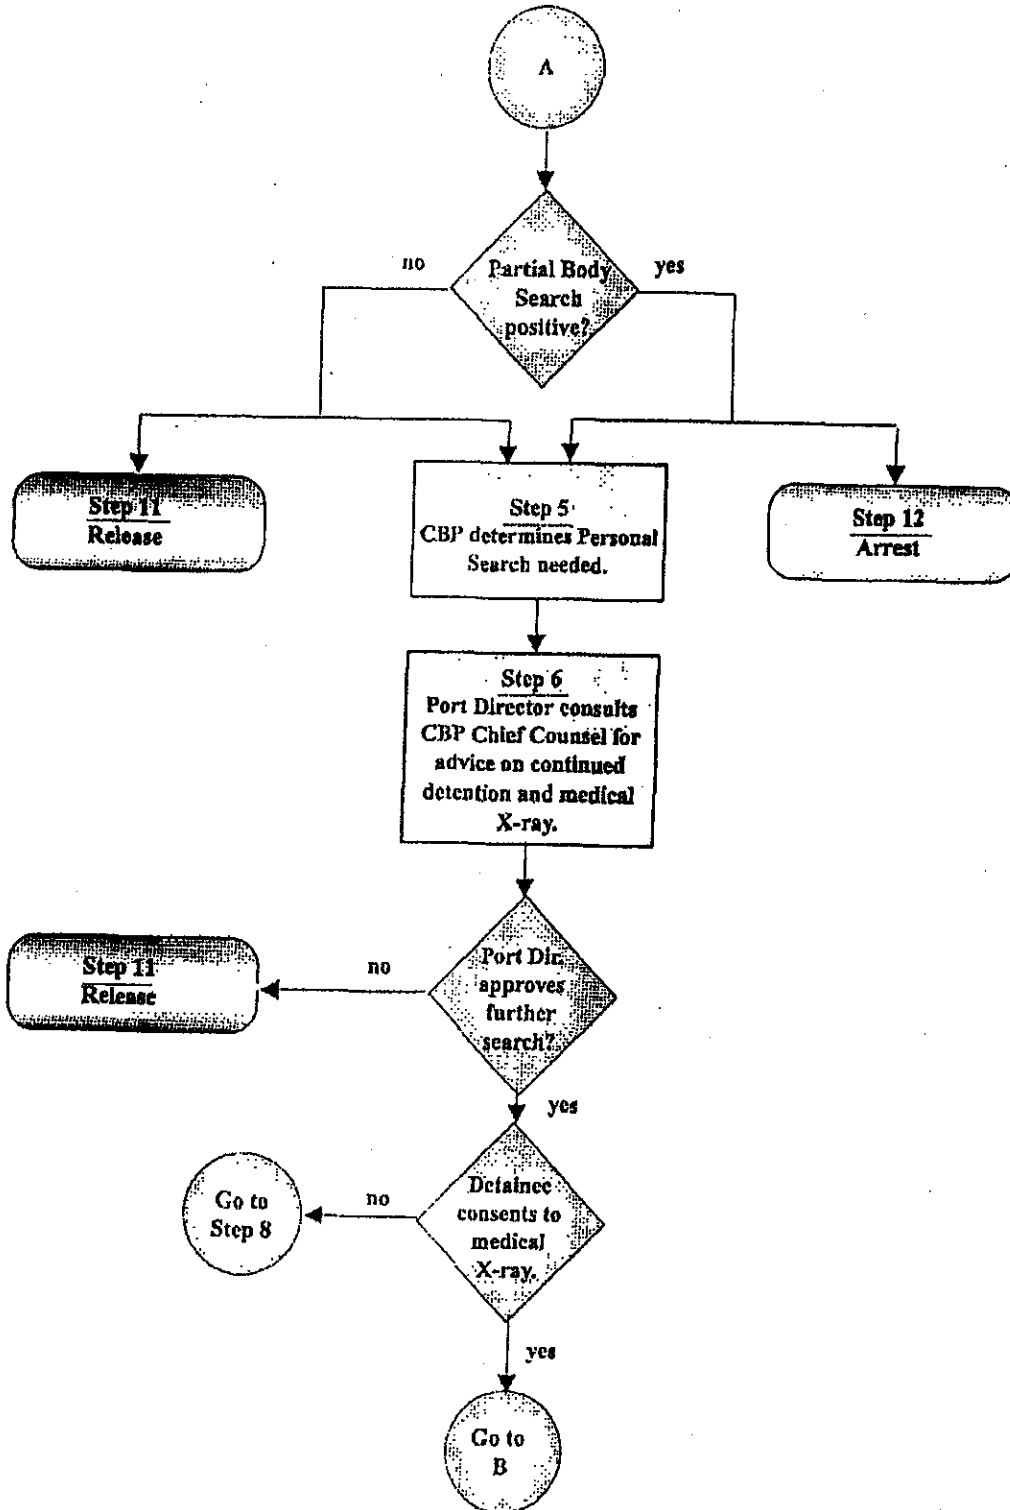 A
no
yes
Partial Body
Search
positive?
Step 11
Release
Step 5
CBP determines Personal
Search needed.
Step 12
Arrest
Step 6
Port Director consults
CBP Chief Counsel for
advice on continued
detention and medical
X-ray.
Step 11
Release
no
Port Dir.
approves
further
search?
yes
Go to
Step 8
no
Detainee
consents to
medical
X-ray.
yes
Go to
B